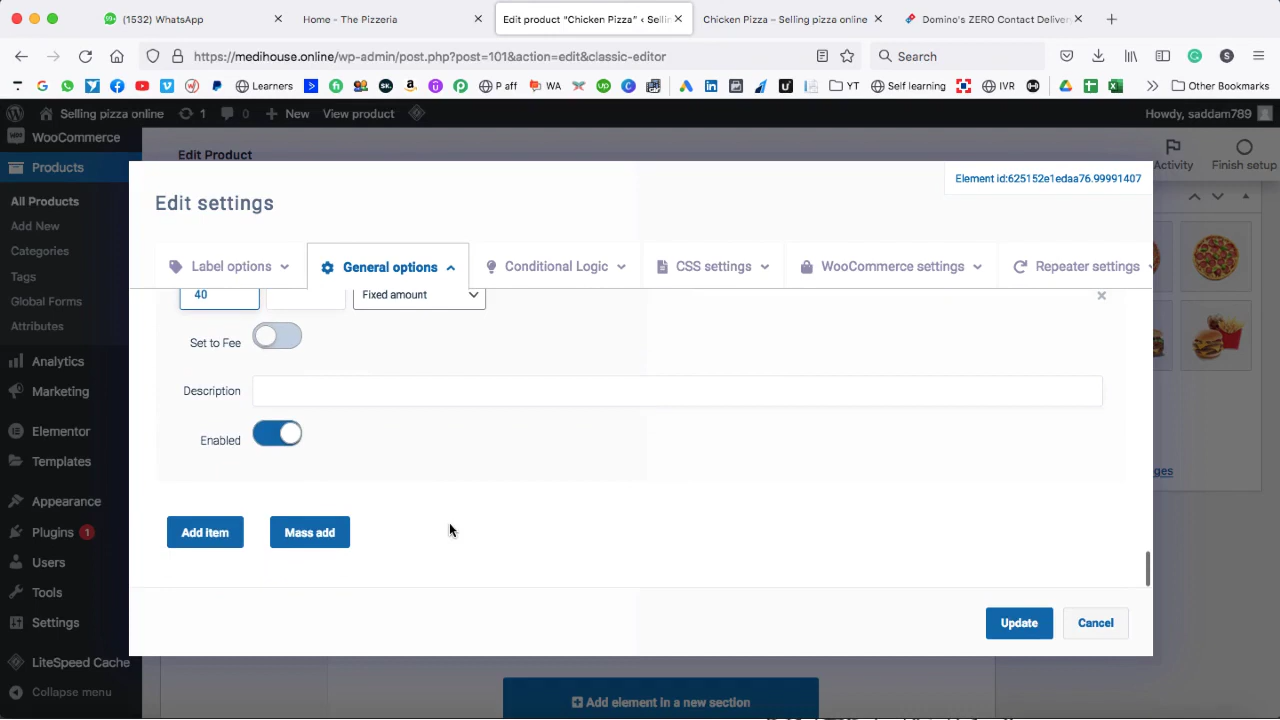 (1532) WhatsApp
Home - The Pizzeria
Edit product "Chicken Pizza" ‹ Sellin
Chicken Pizza – Selling pizza online
Domino's ZERO Contact Delivery
https://medihouse.online/wp-admin/post.php?post=101&action=edit&classic-editor
Search
Learners
P aff
WA
YT
Self learning
IVR
Other Bookmarks
Selling pizza online
1
0
New
View product
Howdy, saddam789
WooCommerce
Products
All Products
Add New
Categories
Tags
Global Forms
Attributes
Analytics
Marketing
Elementor
Templates
Appearance
Plugins 1
Users
Tools
Settings
LiteSpeed Cache
Collapse menu
Edit Product
Activity
Finish setup
Element id:625152e1edaa76.99991407
Edit settings
Label options
General options
Conditional Logic
CSS settings
WooCommerce settings
Repeater settings
40
Fixed amount
Set to Fee
Description
Enabled
Add item
Mass add
Update
Cancel
Add element in a new section